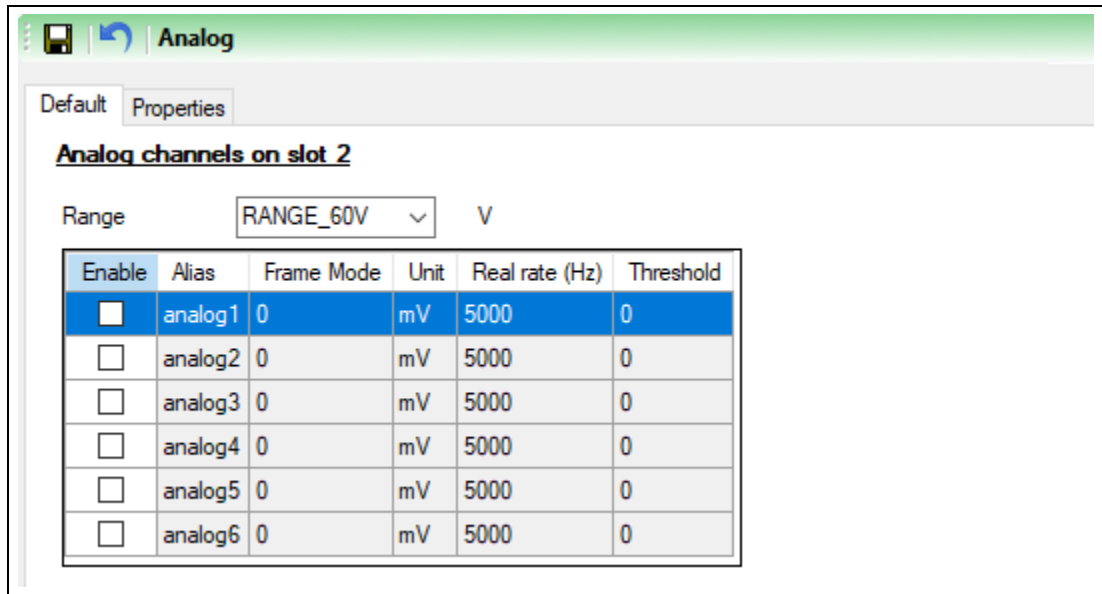 Analog
Default Properties
Analog channels on slot 2
Range RANGE_60V V
Enable Alias Frame Mode Unit Real rate (Hz) Threshold
analog1 0 mV 5000 0
analog2 0 mV 5000 0
analog3 0 mV 5000 0
analog4 0 mV 5000 0
analog5 0 mV 5000 0
analog6 0 mV 5000 0